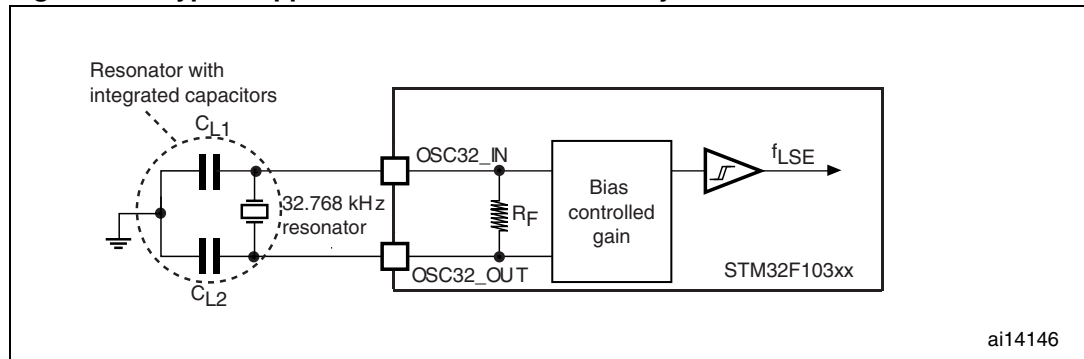 Resonator with
integrated capacitors
CL1
OSC32_IN
fLSE
32.768 kHz
resonator
RF
Bias
controlled
gain
OSC32_OUT
STM32F103xx
CL2
ai14146